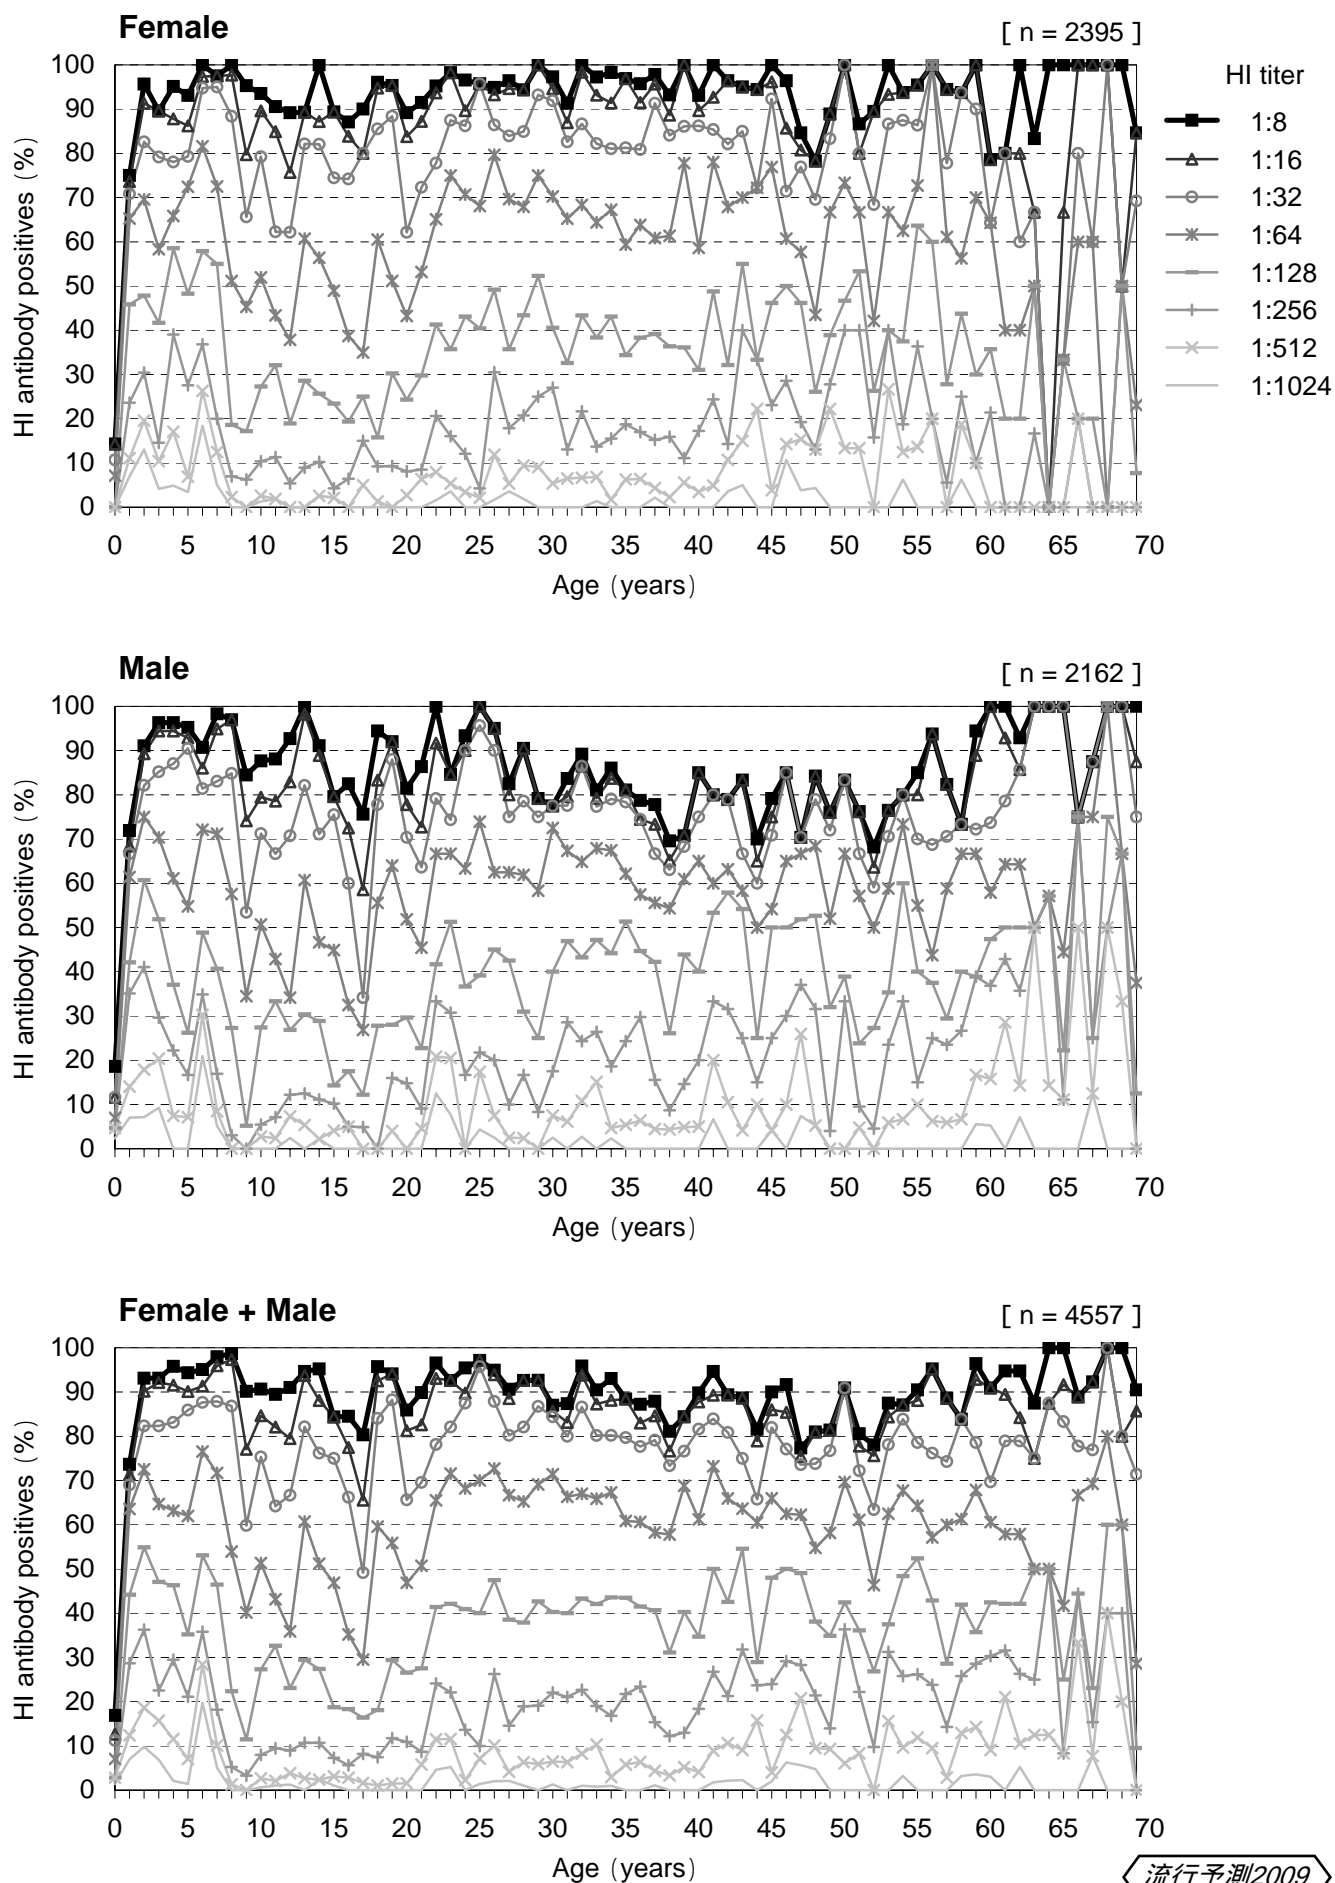 Female
[ n = 2395 ]
HI antibody positives (%)
100
90
80
70
60
50
40
30
20
10
0
0 5 10 15 20 25 30 35 40 45 50 55 60 65 70
Age (years)
HI titer
1:8
1:16
1:32
1:64
1:128
1:256
1:512
1:1024
Male
[ n = 2162 ]
HI antibody positives (%)
100
90
80
70
60
50
40
30
20
10
0
0 5 10 15 20 25 30 35 40 45 50 55 60 65 70
Age (years)
Female + Male
[ n = 4557 ]
HI antibody positives (%)
100
90
80
70
60
50
40
30
20
10
0
0 5 10 15 20 25 30 35 40 45 50 55 60 65 70
Age (years)
流行予測2009